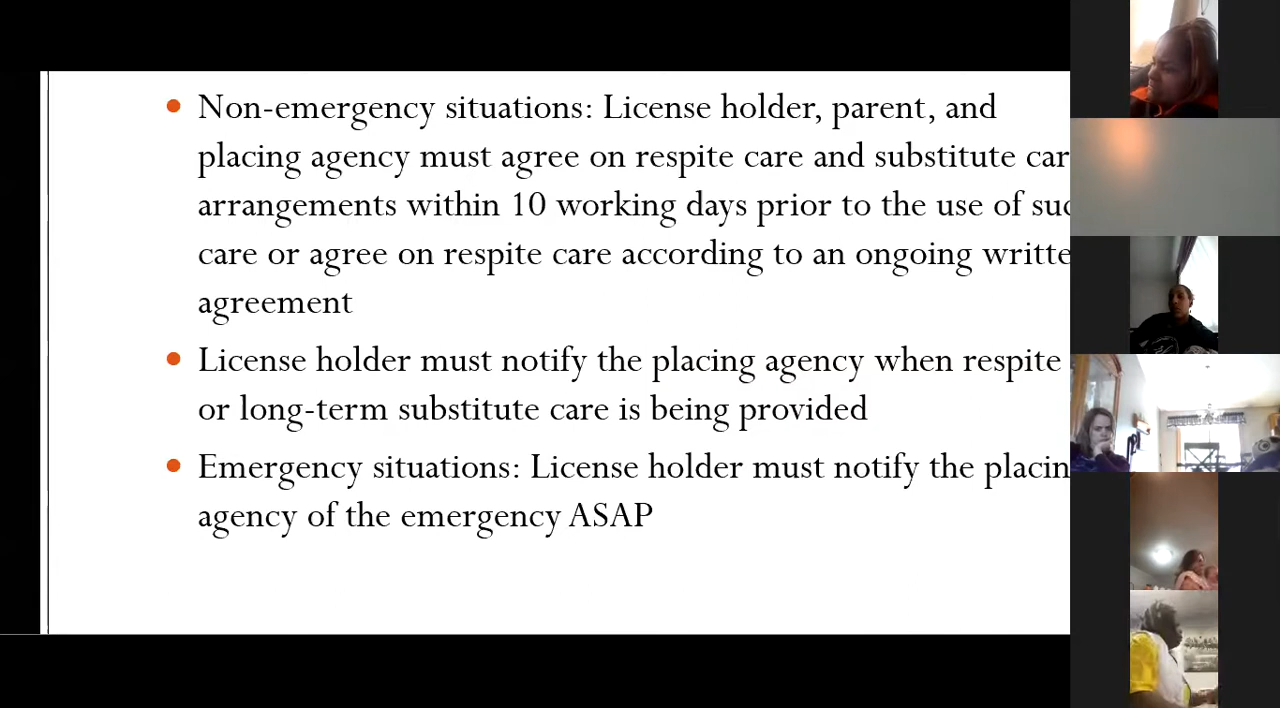 Non-emergency situations: License holder, parent, and
placing agency must agree on respite care and substitute car
arrangements within 10 working days prior to the use of suc
care or agree on respite care according to an ongoing writte
agreement
License holder must notify the placing agency when respite
or long-term substitute care is being provided
Emergency situations: License holder must notify the placin
agency of the emergency ASAP